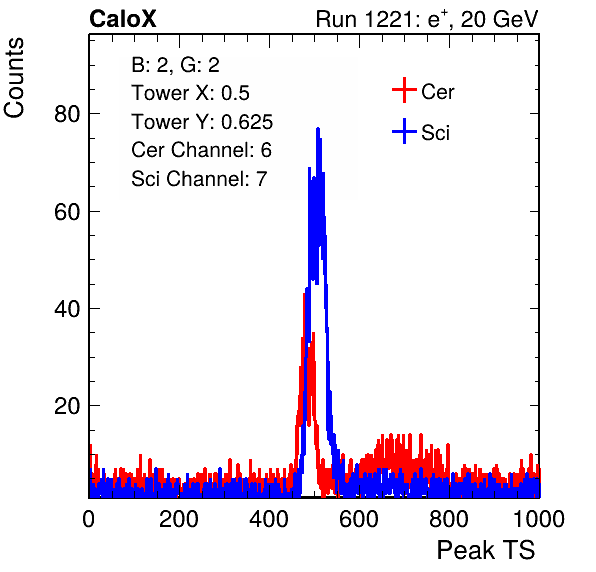 CaloX Run 1221: e+, 20 GeV
Counts
B: 2, G: 2
Tower X: 0.5
Tower Y: 0.625
Cer Channel: 6
Sci Channel: 7
Cer
Sci
80
60
40
20
0 200 400 600 800 1000
Peak TS